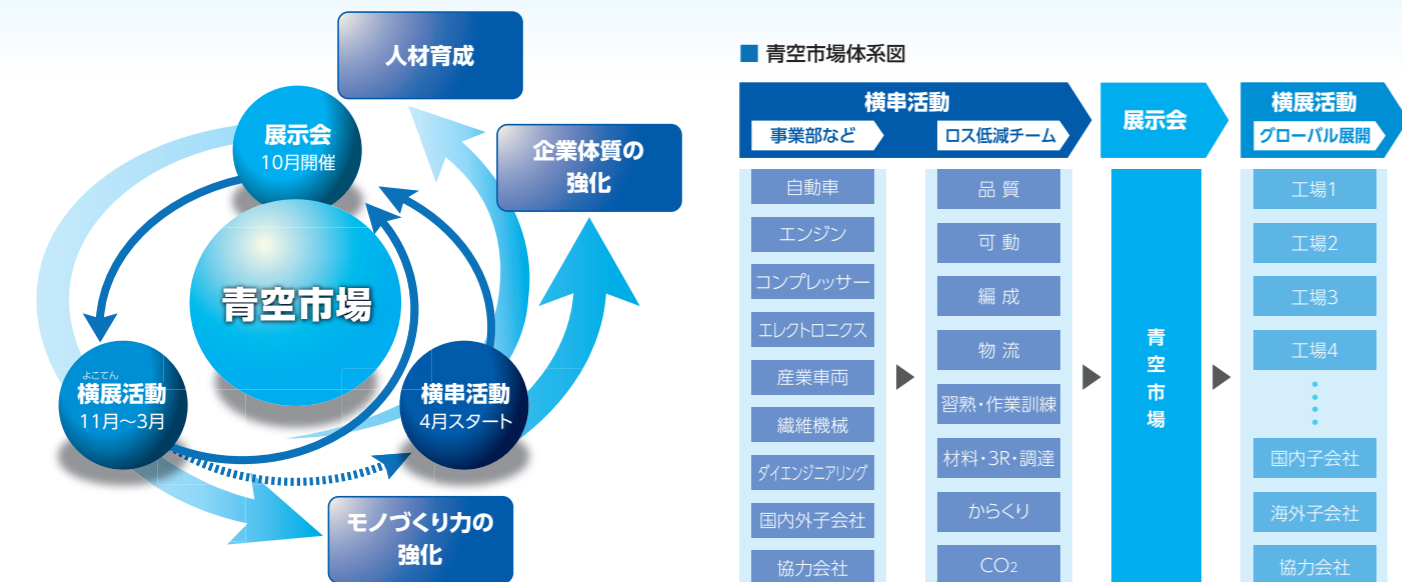 人材育成
展示会
10月開催
企業体質の
強化
青空市場
よこてん
横展活動
11月～3月
横串活動
4月スタート
モノづくり力の
強化
■ 青空市場体系図
横串活動
事業部など
ロス低減チーム
展示会
横展活動
グローバル展開
自動車
エンジン
コンプレッサー
エレクトロニクス
産業車両
繊維機械
ダイエンジニアリング
国内外子会社
協力会社
品 質
可 動
編 成
物 流
習熟・作業訓練
材料・3R・調達
からくり
CO2
青空市場
工場1
工場2
工場3
工場4
国内子会社
海外子会社
協力会社